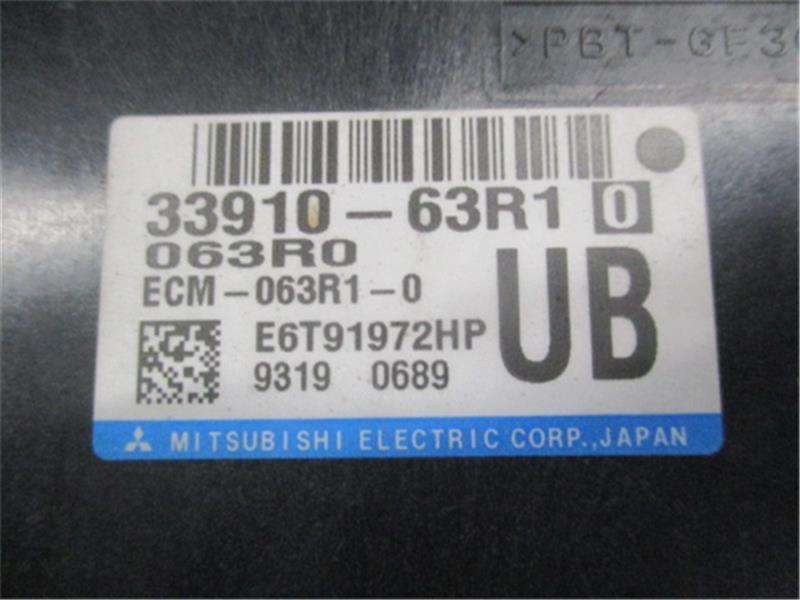 >PBT-GF30
33910-63R1 0
063R0
ECM-063R1-0
UB
E6T91972HP
9319 0689
MITSUBISHI ELECTRIC CORP.,JAPAN